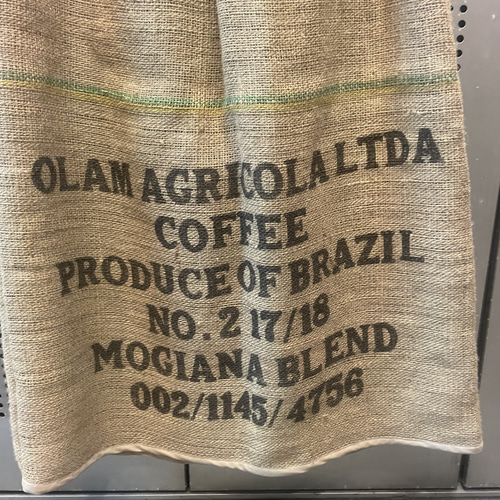 OLAM AGRICOLA LTDA
COFFEE
PRODUCE OF BRAZIL
NO. 2 17/18
MOGIANA BLEND
002/1145/4756